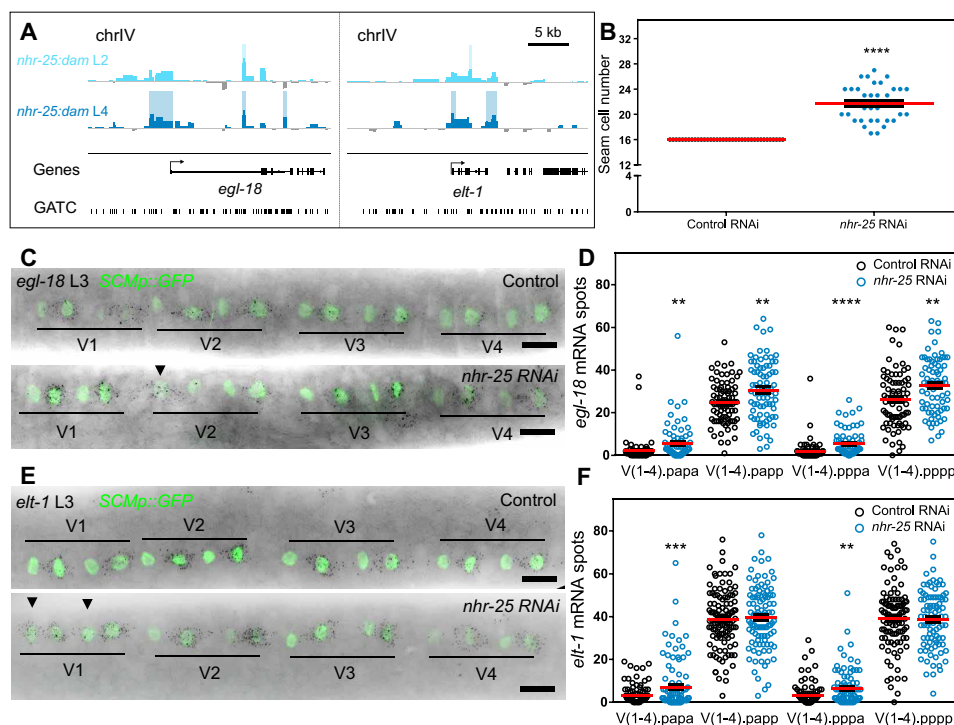 A
chrIV
chrIV
5 kb
nhr-25:dam L2
nhr-25:dam L4
Genes
egl-18
elt-1
GATC
B
Seam cell number
32
28
24
20
16
12
4
0
****
Control RNAi
nhr-25 RNAi
C
egl-18 L3 SCMp::GFP
Control
V1
V2
V3
V4
nhr-25 RNAi
V1
V2
V3
V4
D
Control RNAi
nhr-25 RNAi
egl-18 mRNA spots
80
60
40
20
0
**
**
****
**
V(1-4).papa
V(1-4).papp
V(1-4).pppa
V(1-4).pppp
E
elt-1 L3 SCMp::GFP
Control
V1
V2
V3
V4
nhr-25 RNAi
V1
V2
V3
V4
F
Control RNAi
nhr-25 RNAi
elt-1 mRNA spots
80
60
40
20
0
***
**
V(1-4).papa
V(1-4).papp
V(1-4).pppa
V(1-4).pppp